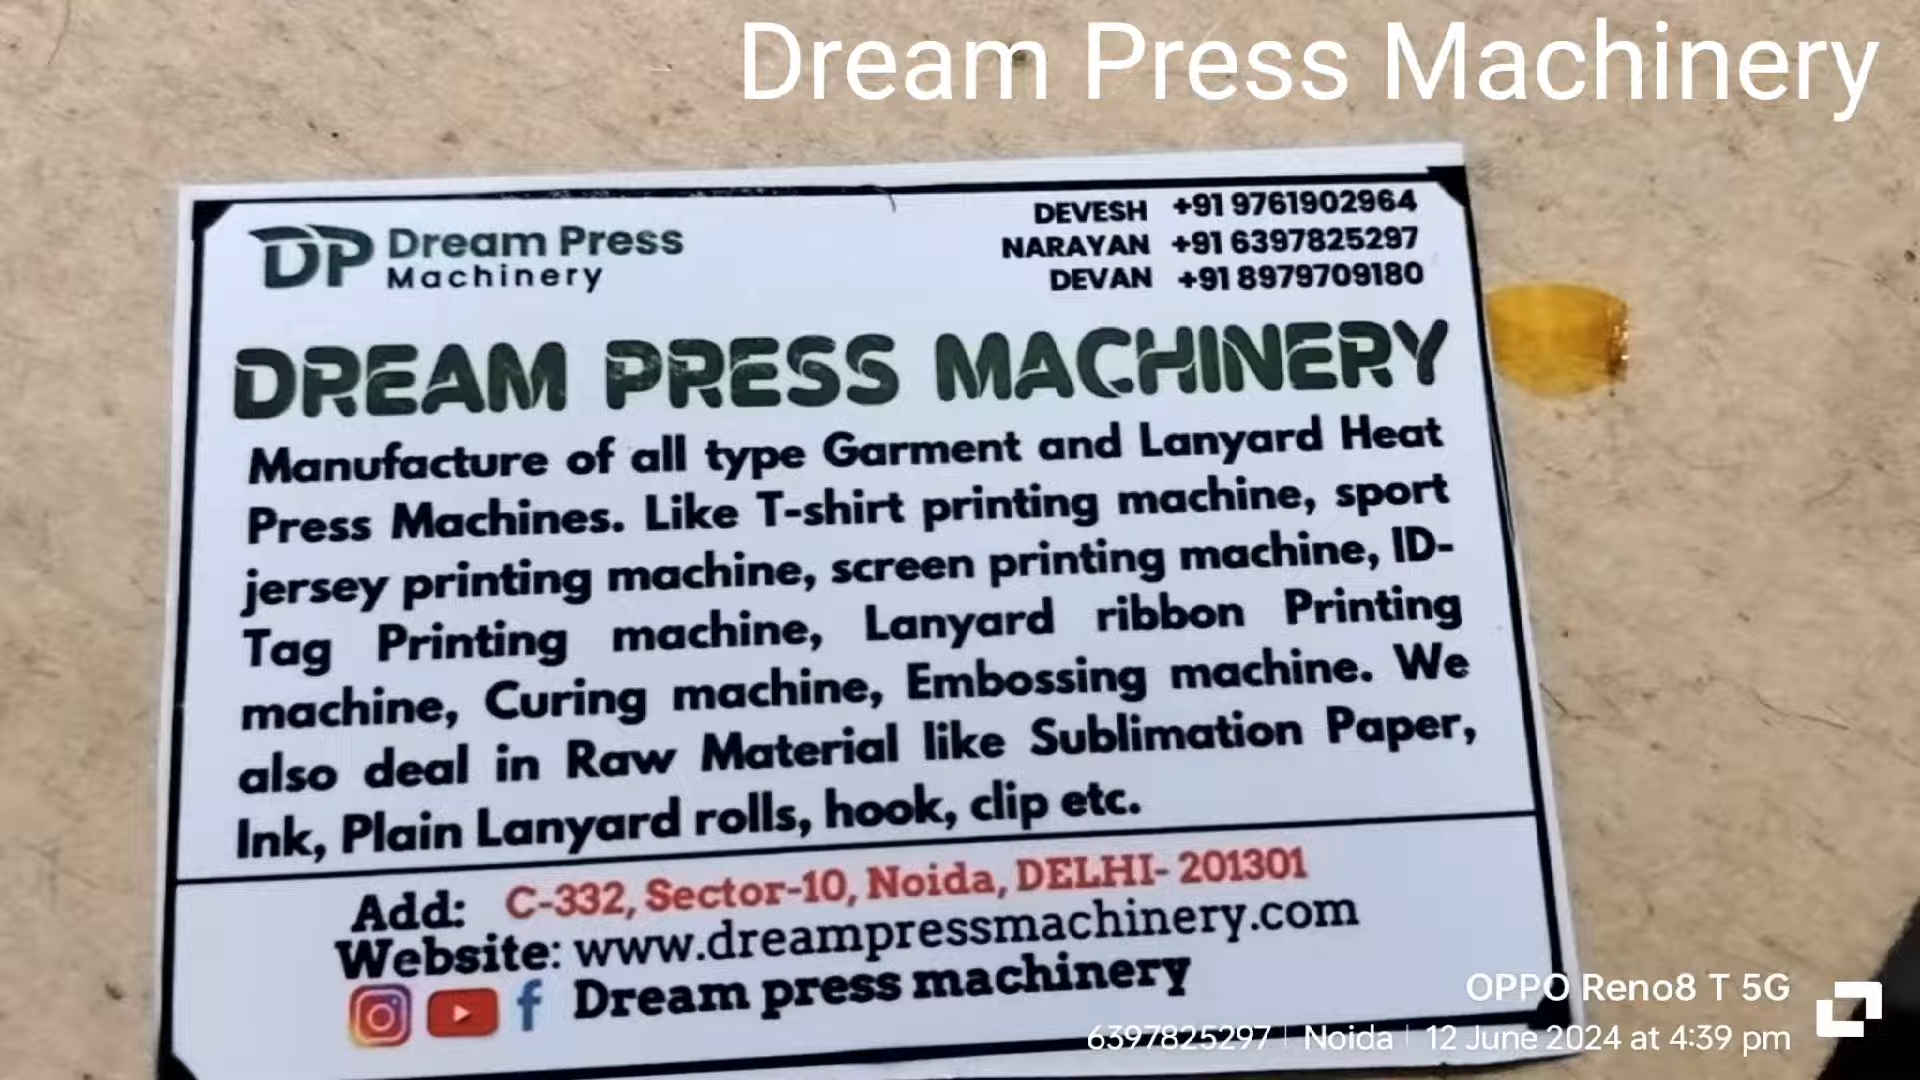 Dream Press Machinery
DP Dream Press
Machinery
DEVESH +91 9761902964
NARAYAN +91 6397825297
DEVAN +91 8979709180
DREAM PRESS MACHINERY
Manufacture of all type Garment and Lanyard Heat
Press Machines. Like T-shirt printing machine, sport
jersey printing machine, screen printing machine, ID-
Tag Printing machine, Lanyard ribbon Printing
machine, Curing machine, Embossing machine. We
also deal in Raw Material like Sublimation Paper,
Ink, Plain Lanyard rolls, hook, clip etc.
Add: C-332, Sector-10, Noida, DELHI- 201301
Website: www.dreampressmachinery.com
f Dream press machinery
OPPO Reno8 T 5G
6397825297 | Noida | 12 June 2024 at 4:39 pm